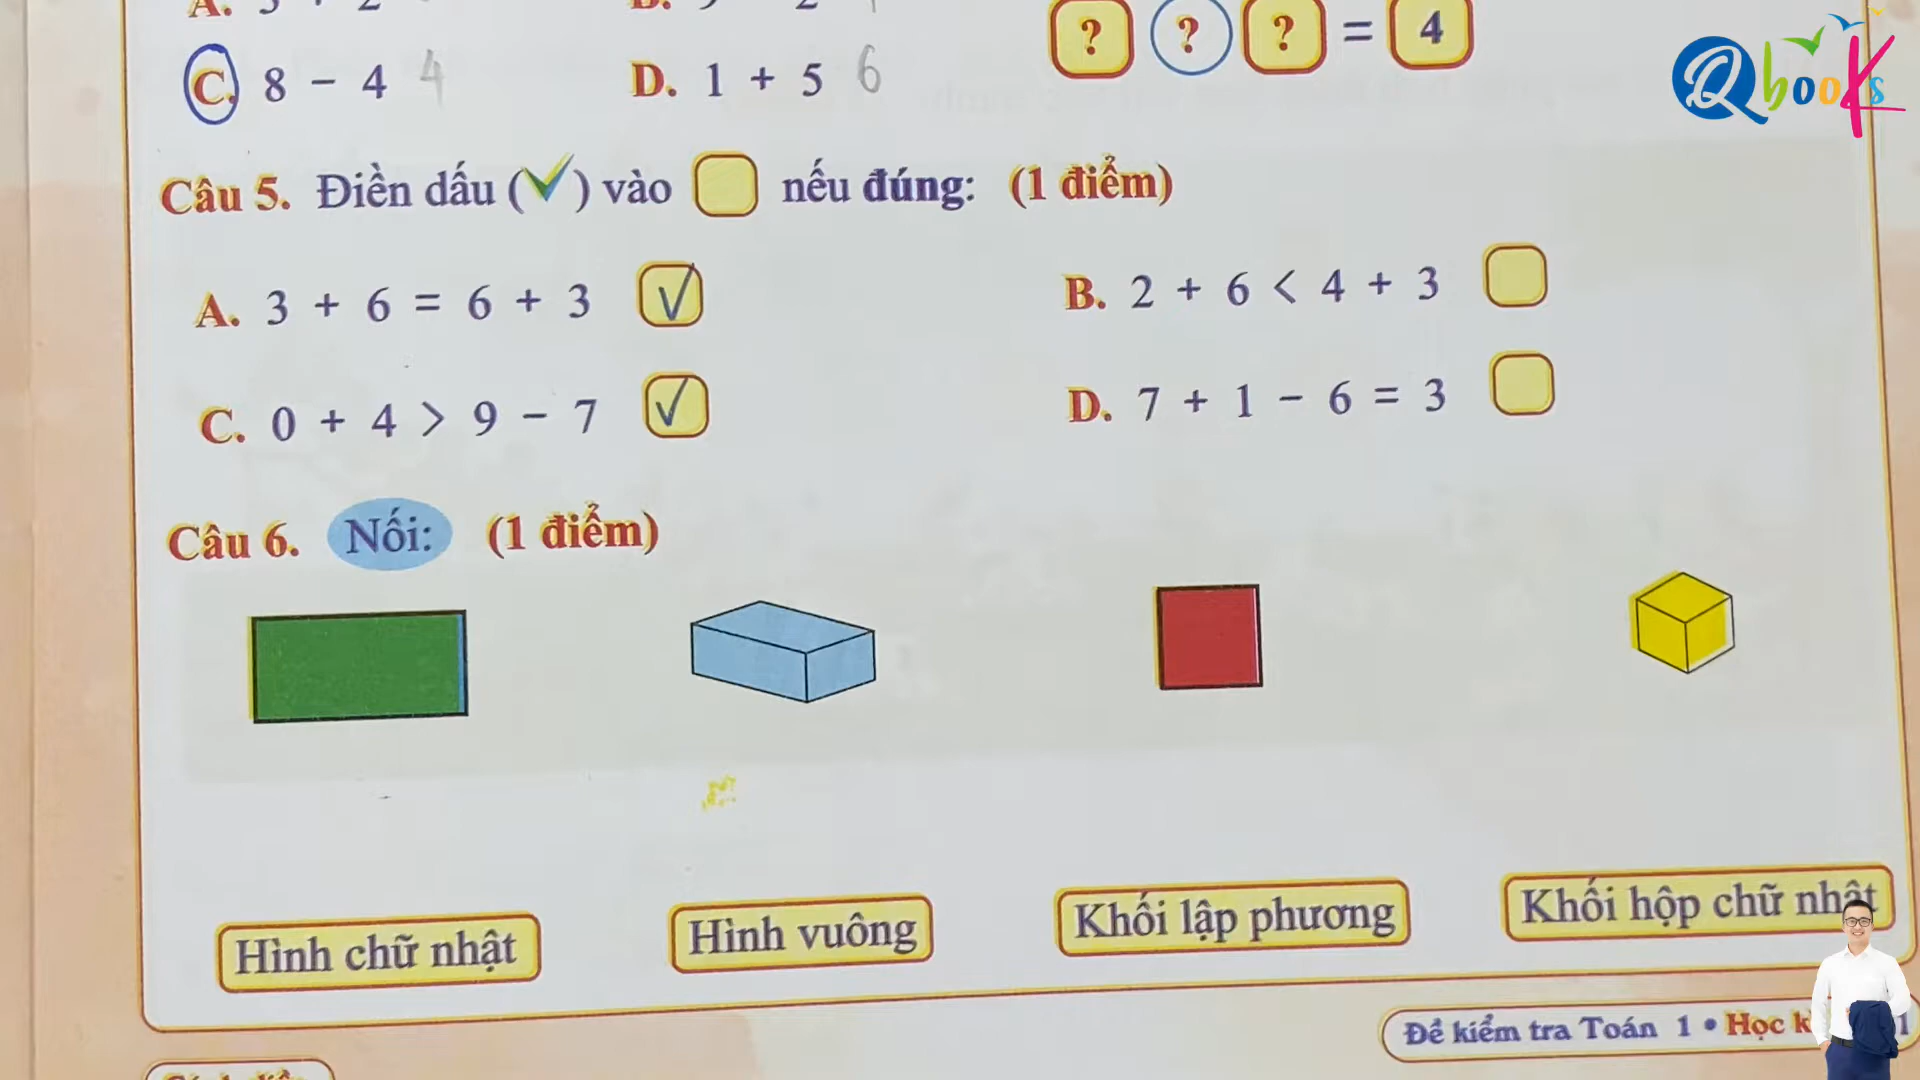 C. 8 - 4 4
D. 1 + 5 6
? ? ? = 4
Qbooks
Câu 5. Điền dấu (✓) vào nếu đúng: (1 điểm)
A. 3 + 6 = 6 + 3 ✓
B. 2 + 6 < 4 + 3
C. 0 + 4 > 9 - 7 ✓
D. 7 + 1 - 6 = 3
Câu 6. Nối: (1 điểm)
Hình chữ nhật
Hình vuông
Khối lập phương
Khối hộp chữ nhật
Đề kiểm tra Toán 1 • Học